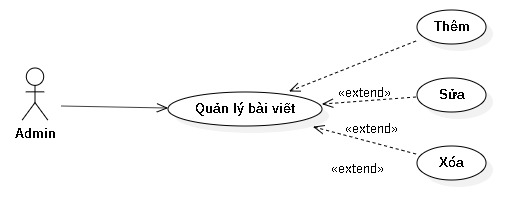 Thêm
«extend»
Sửa
Quản lý bài viết
Admin
«extend»
Xóa
«extend»